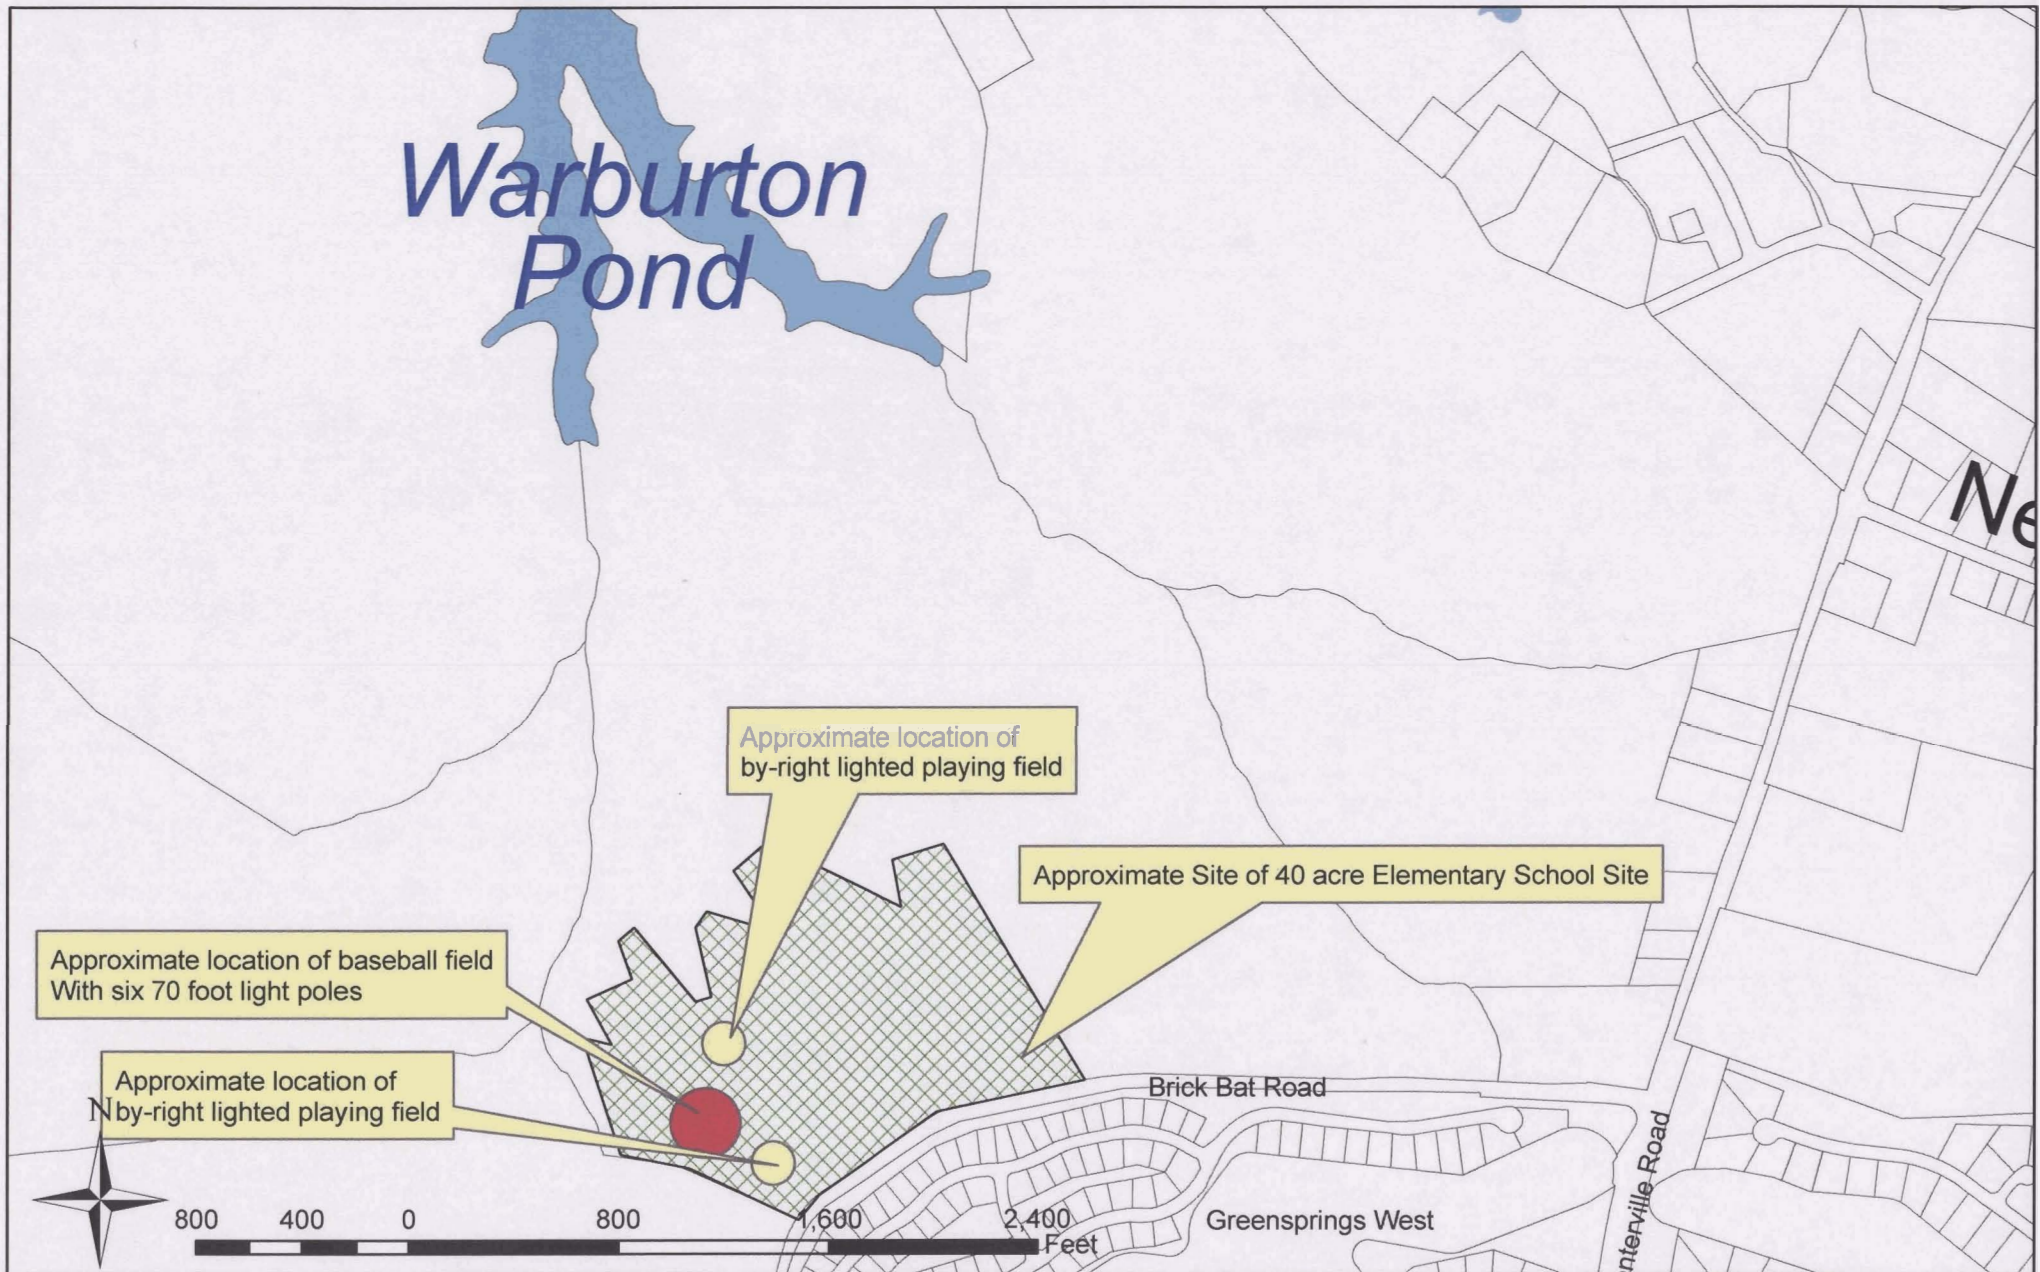 Warburton
Pond
Ne
Approximate location of
by-right lighted playing field
Approximate Site of 40 acre Elementary School Site
Approximate location of baseball field
With six 70 foot light poles
Approximate location of
by-right lighted playing field
N
Brick Bat Road
nterville Road
Greensprings West
800 400 0 800 1,600 2,400
Feet